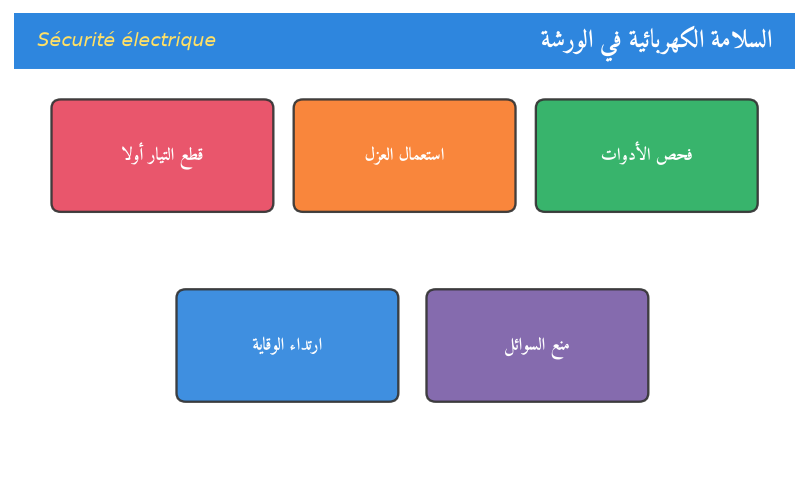 السلامة الكهربائية في الورشة
Sécurité électrique
فحص الأدوات
استعمال العزل
قطع التيار أولا
منع السوائل
ارتداء الوقاية